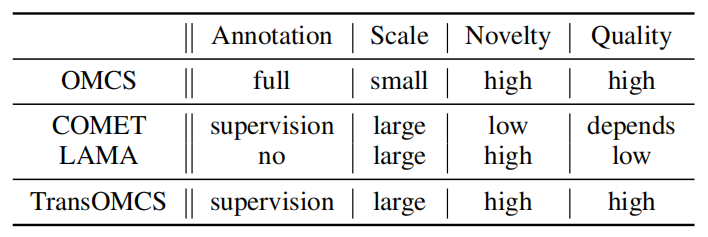 Annotation Scale Novelty Quality
OMCS full small high high
COMET supervision large low depends
LAMA no large high low
TransOMCS supervision large high high